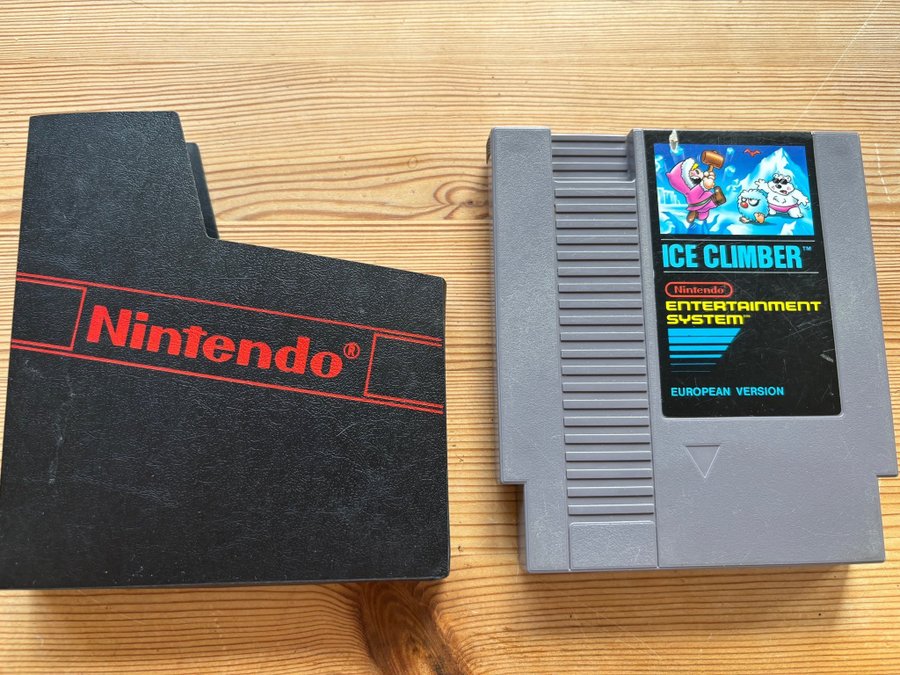 Nintendo®
ICE CLIMBER™
Nintendo®
ENTERTAINMENT
SYSTEM™
EUROPEAN VERSION